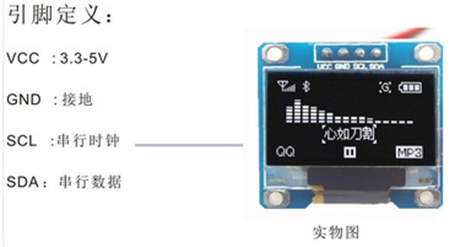 引脚定义：
VCC ：3.3-5V
GND ：接地
SCL ：串行时钟
SDA：串行数据
VCC GND SCL SDA
G
心如刀割
QQ
MP3
实物图